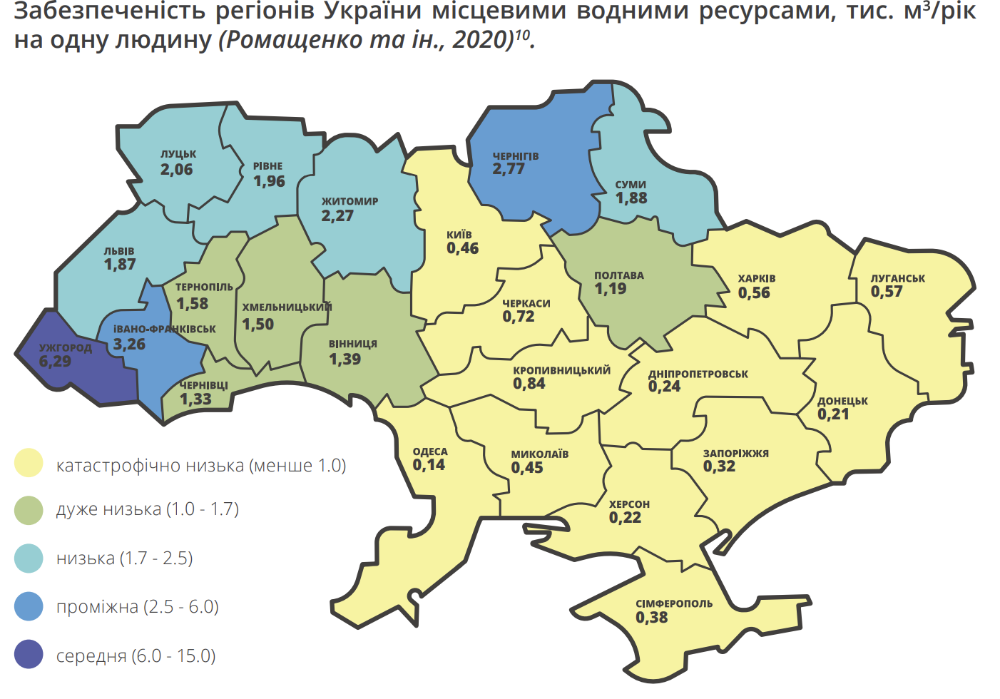 Забезпеченість регіонів України місцевими водними ресурсами, тис. м³/рік
на одну людину (Ромащенко та ін., 2020)¹⁰.
ЛУЦЬК
2,06
РІВНЕ
1,96
ЖИТОМИР
2,27
ЧЕРНІГІВ
2,77
СУМИ
1,88
КИЇВ
0,46
ЛЬВІВ
1,87
ТЕРНОПІЛЬ
1,58
ХМЕЛЬНИЦЬКИЙ
1,50
ЧЕРКАСИ
0,72
ПОЛТАВА
1,19
ХАРКІВ
0,56
ЛУГАНСЬК
0,57
УЖГОРОД
6,29
іВАНО-ФРАНКІВСЬК
3,26
ВІННИЦЯ
1,39
ЧЕРНІВЦІ
1,33
КРОПИВНИЦЬКИЙ
0,84
ДНІПРОПЕТРОВСЬК
0,24
ДОНЕЦЬК
0,21
ОДЕСА
0,14
МИКОЛАЇВ
0,45
ЗАПОРІЖЖЯ
0,32
ХЕРСОН
0,22
СІМФЕРОПОЛЬ
0,38
катастрофічно низька (менше 1.0)
дуже низька (1.0 - 1.7)
низька (1.7 - 2.5)
проміжна (2.5 - 6.0)
середня (6.0 - 15.0)